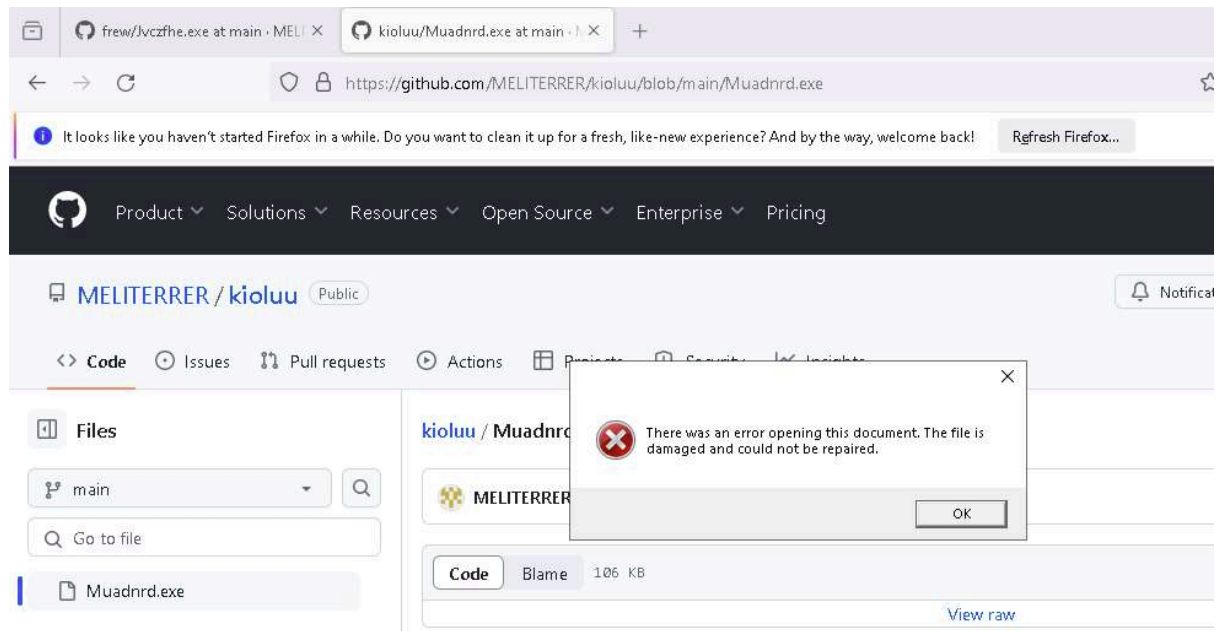 frew/Jvczfhe.exe at main · MELI
kioluu/Muadnrd.exe at main ·
https://github.com/MELITERRER/kioluu/blob/main/Muadnrd.exe
It looks like you haven't started Firefox in a while. Do you want to clean it up for a fresh, like-new experience? And by the way, welcome back! Refresh Firefox...
Product Solutions Resources Open Source Enterprise Pricing
MELITERRER / kioluu Public
Notificat
Code Issues Pull requests Actions Projects Security Insights
Files
main
Go to file
Muadnrd.exe
kioluu / Muadnrd
MELITERRER
There was an error opening this document. The file is
damaged and could not be repaired.
OK
Code Blame 106 KB
View raw